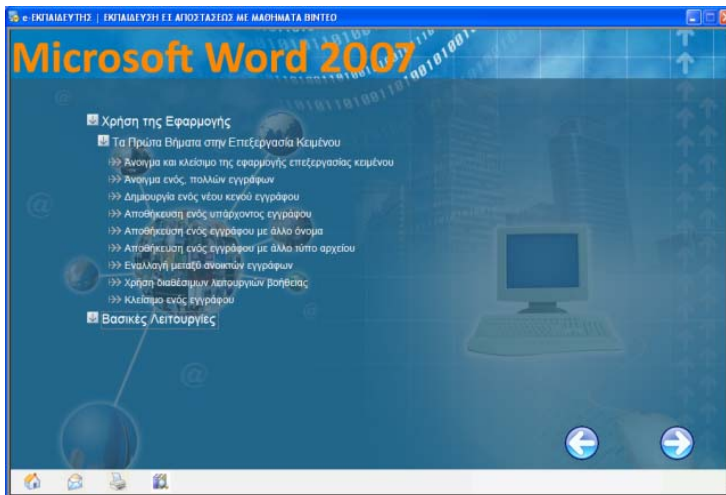 e-ΕΚΠΑΙΔΕΥΤΗΣ | ΕΚΠΑΙΔΕΥΣΗ ΕΞ ΑΠΟΣΤΑΣΕΩΣ ΜΕ ΜΑΘΗΜΑΤΑ ΒΙΝΤΕΟ
Microsoft Word 2007
Χρήση της Εφαρμογής
Τα Πρώτα Βήματα στην Επεξεργασία Κειμένου
Άνοιγμα και κλείσιμο της εφαρμογής επεξεργασίας κειμένου
Άνοιγμα ενός, πολλών εγγράφων
Δημιουργία ενός νέου κενού εγγράφου
Αποθήκευση ενός υπάρχοντος εγγράφου
Αποθήκευση ενός εγγράφου με άλλο όνομα
Αποθήκευση ενός εγγράφου με άλλο τύπο αρχείου
Εναλλαγή μεταξύ ανοικτών εγγράφων
Χρήση διαθέσιμων λειτουργιών βοήθειας
Κλείσιμο ενός εγγράφου
Βασικές Λειτουργίες